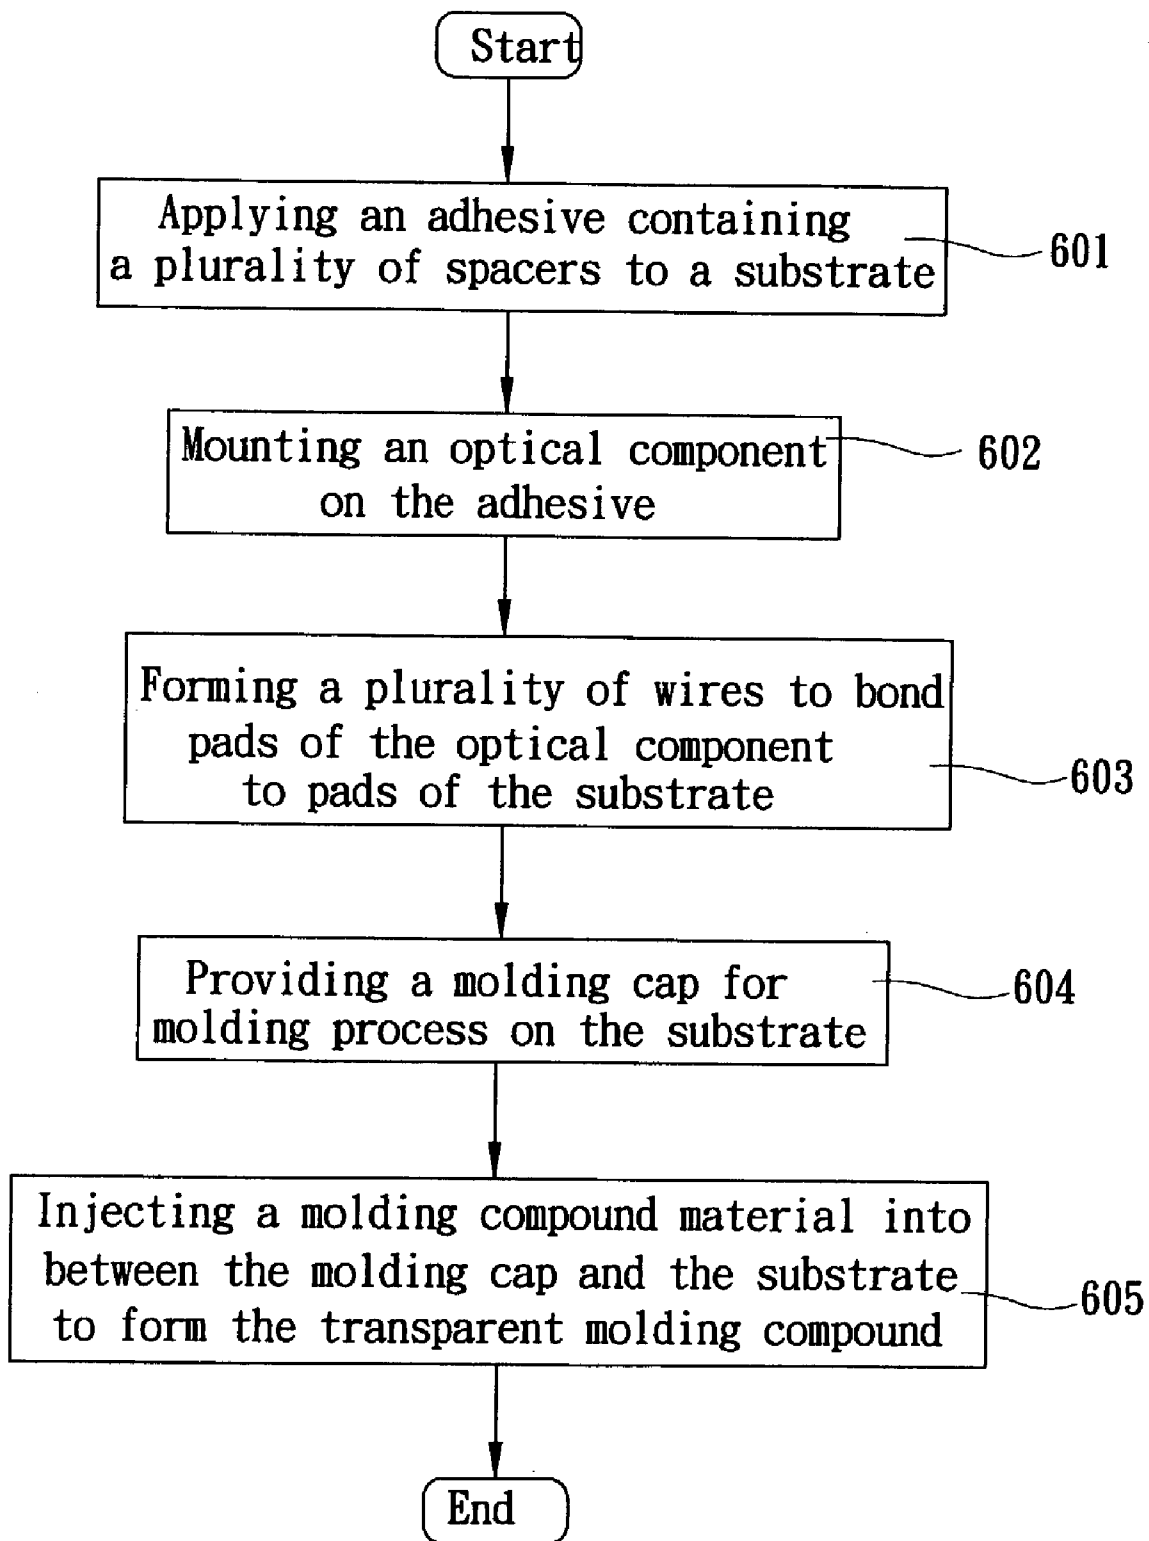 Start
Applying an adhesive containing
a plurality of spacers to a substrate
601
Mounting an optical component
on the adhesive
602
Forming a plurality of wires to bond
pads of the optical component
to pads of the substrate
603
Providing a molding cap for
molding process on the substrate
604
Injecting a molding compound material into
between the molding cap and the substrate
to form the transparent molding compound
605
End